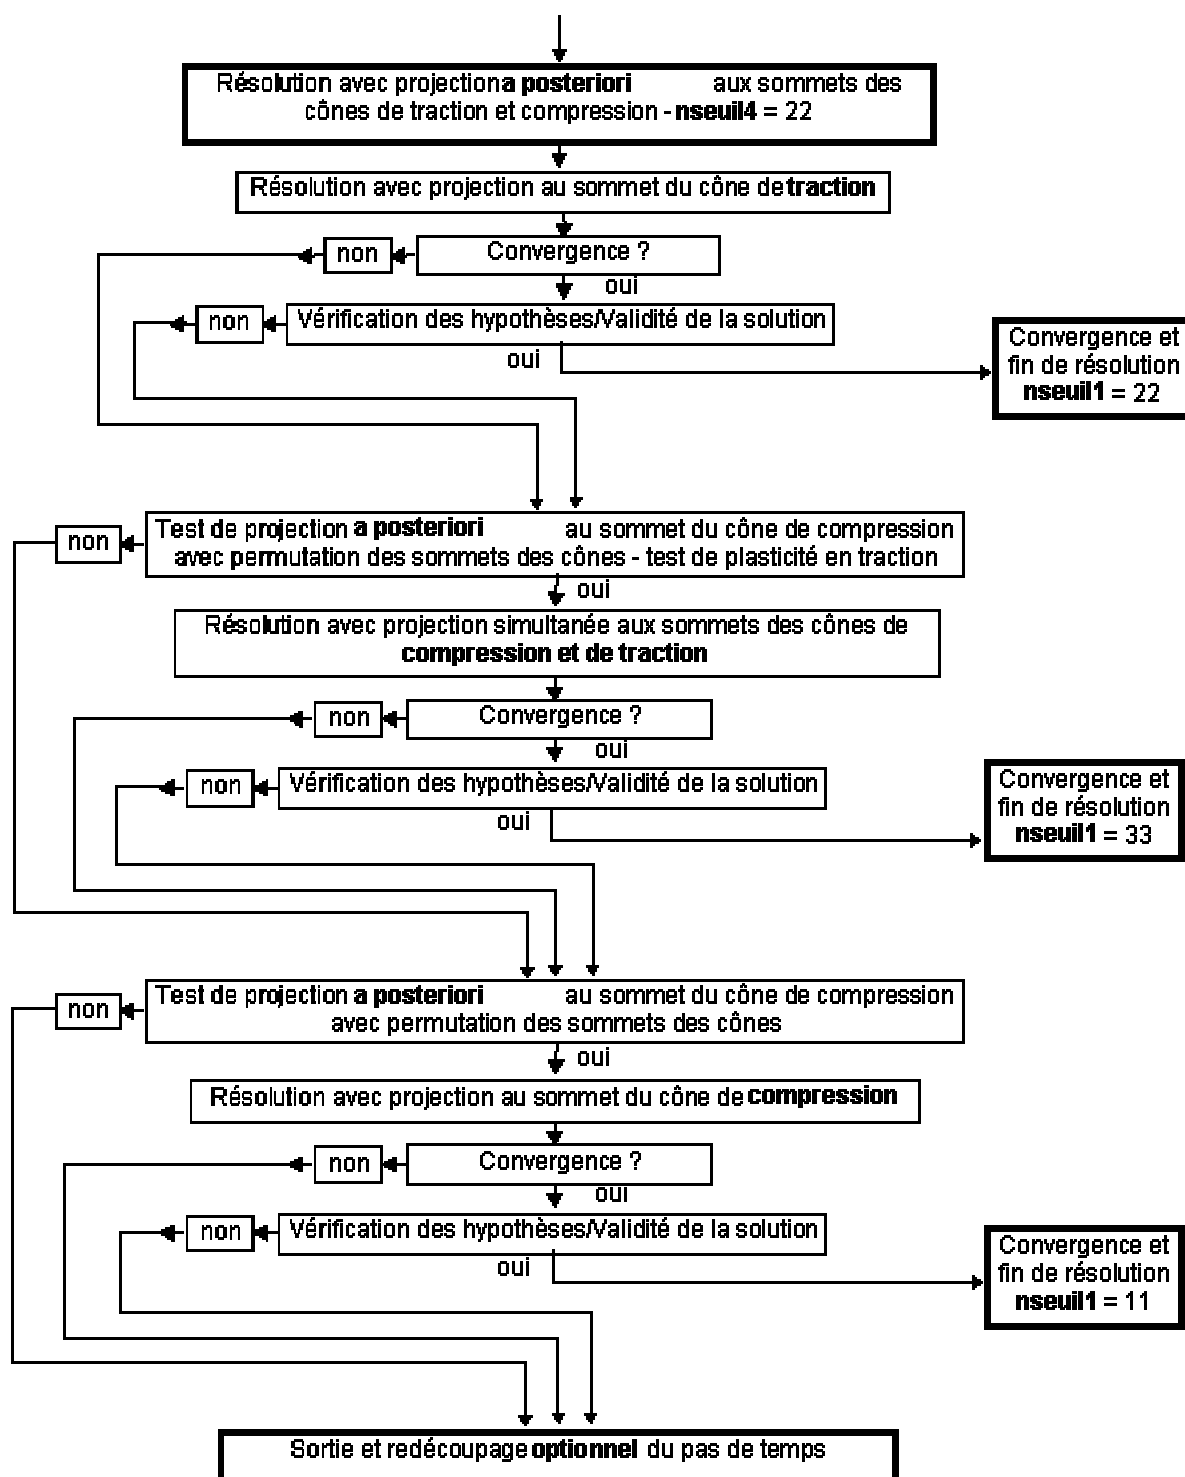 Résolution avec projection a posteriori aux sommets des
cônes de traction et compression - nseuil4 = 22
Résolution avec projection au sommet du cône de traction
Convergence ?
non
oui
Vérification des hypothèses/Validité de la solution
non
oui
Convergence et
fin de résolution
nseuil1 = 22
Test de projection a posteriori au sommet du cône de compression
avec permutation des sommets des cônes - test de plasticité en traction
non
oui
Résolution avec projection simultanée aux sommets des cônes de
compression et de traction
Convergence ?
non
oui
Vérification des hypothèses/Validité de la solution
non
oui
Convergence et
fin de résolution
nseuil1 = 33
Test de projection a posteriori au sommet du cône de compression
avec permutation des sommets des cônes
non
oui
Résolution avec projection au sommet du cône de compression
Convergence ?
non
oui
Vérification des hypothèses/Validité de la solution
non
oui
Convergence et
fin de résolution
nseuil1 = 11
Sortie et redécoupage optionnel du pas de temps